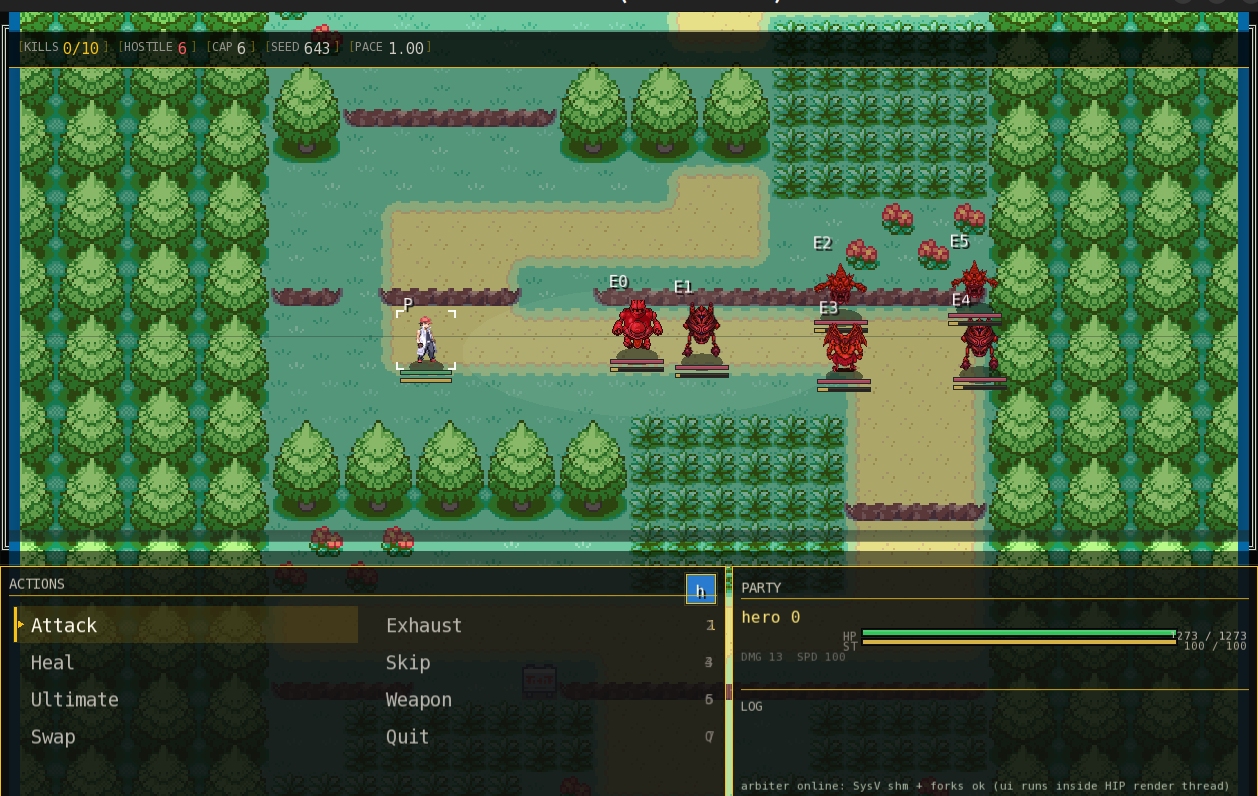 [KILLS 0/10] [HOSTILE 6] [CAP 6] [SEED 643] [PACE 1.00]
E2
E5
E0
E1
E4
P
E3
ACTIONS
h
Attack
Exhaust
Heal
Skip
Ultimate
Weapon
Swap
Quit
PARTY
hero 0
HP
1273 / 1273
ST
100 / 100
DMG 13 SPD 100
LOG
arbiter online: SysV shm + forks ok (ui runs inside HIP render thread)